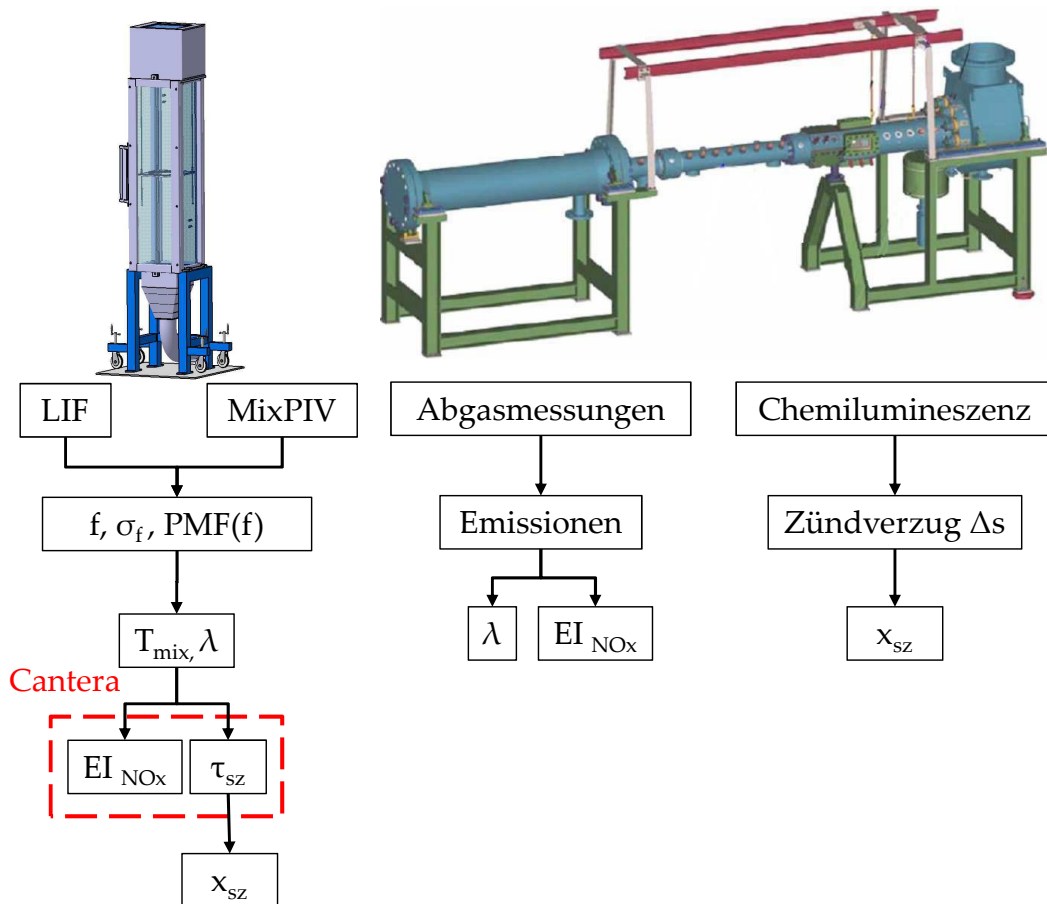 LIF
MixPIV
Abgasmessungen
Chemilumineszenz
f, σf, PMF(f)
Emissionen
Zündverzug Δs
Tmix, λ
λ
EI NOx
xsz
Cantera
EI NOx
τsz
xsz